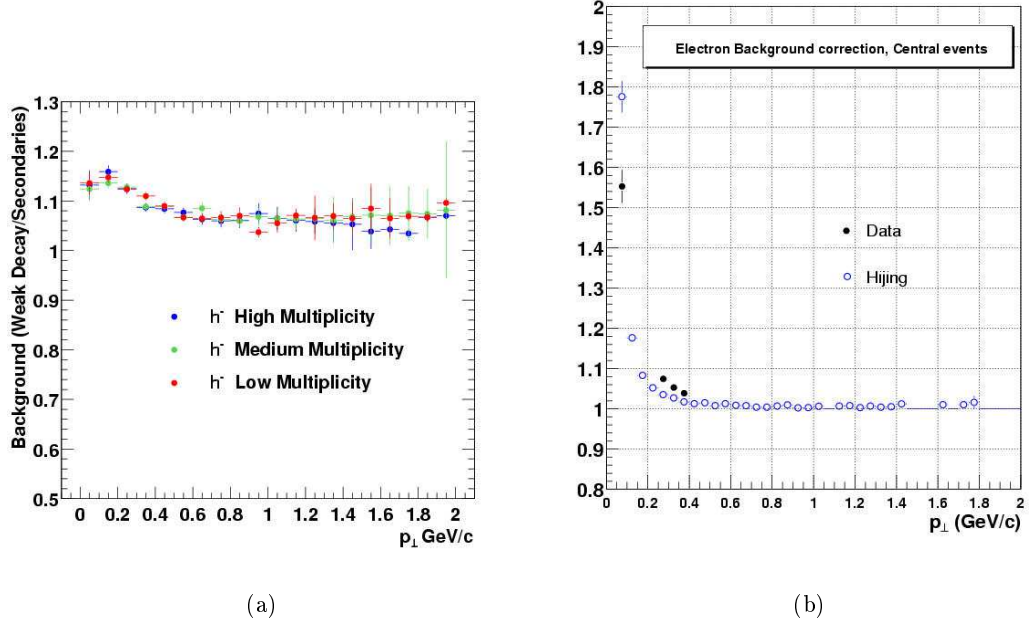 1.3
1.2
1.1
1
0.9
0.8
0.7
0.6
0.5
0 0.2 0.4 0.6 0.8 1 1.2 1.4 1.6 1.8 2
Background (Weak Decay/Secondaries)
p⊥ GeV/c
h⁻ High Multiplicity
h⁻ Medium Multiplicity
h⁻ Low Multiplicity
(a)
Electron Background correction, Central events
2
1.9
1.8
1.7
1.6
1.5
1.4
1.3
1.2
1.1
1
0.9
0.8
0 0.2 0.4 0.6 0.8 1 1.2 1.4 1.6 1.8 2
Data
Hijing
p⊥ (GeV/c)
(b)